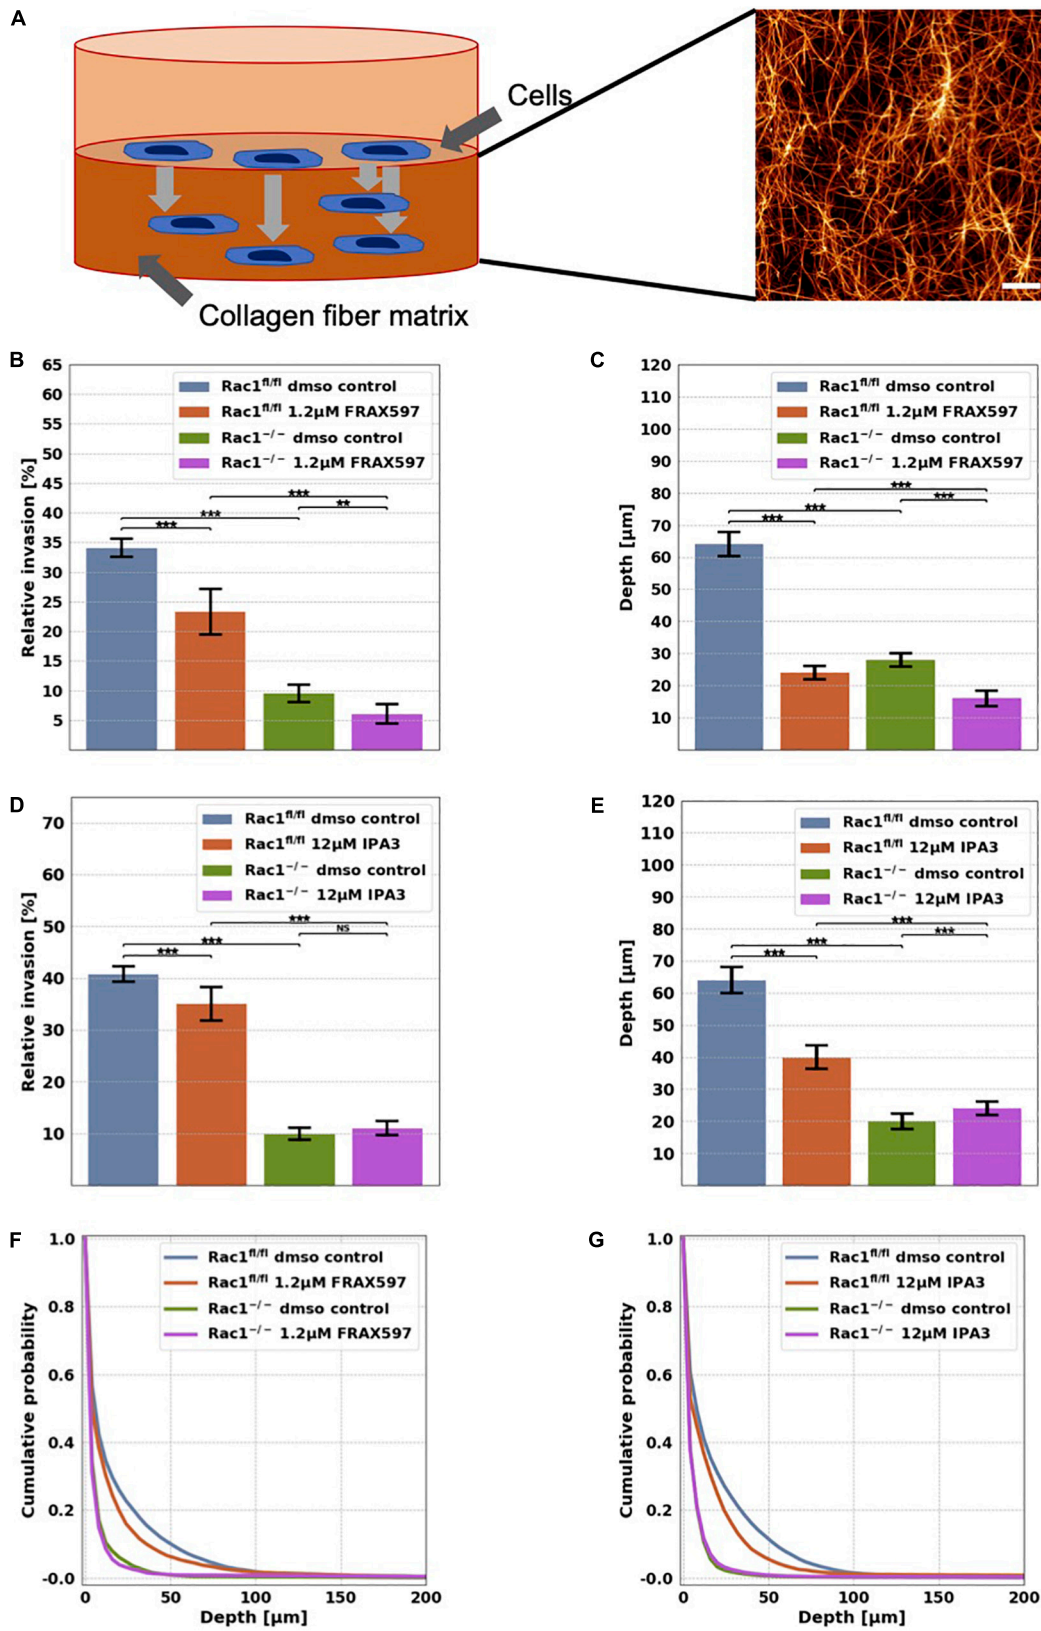 A
Cells
Collagen fiber matrix
B
Relative invasion [%]
65
60
55
50
45
40
35
30
25
20
15
10
5
Rac1fl/fl dmso control
Rac1fl/fl 1.2μM FRAX597
Rac1−/− dmso control
Rac1−/− 1.2μM FRAX597
***
**
***
***
C
Depth [μm]
120
110
100
90
80
70
60
50
40
30
20
10
Rac1fl/fl dmso control
Rac1fl/fl 1.2μM FRAX597
Rac1−/− dmso control
Rac1−/− 1.2μM FRAX597
***
***
***
***
D
Relative invasion [%]
70
60
50
40
30
20
10
Rac1fl/fl dmso control
Rac1fl/fl 12μM IPA3
Rac1−/− dmso control
Rac1−/− 12μM IPA3
***
NS
***
***
E
Depth [μm]
120
110
100
90
80
70
60
50
40
30
20
10
Rac1fl/fl dmso control
Rac1fl/fl 12μM IPA3
Rac1−/− dmso control
Rac1−/− 12μM IPA3
***
***
***
***
F
Cumulative probability
1.0
0.8
0.6
0.4
0.2
-0.0
Rac1fl/fl dmso control
Rac1fl/fl 1.2μM FRAX597
Rac1−/− dmso control
Rac1−/− 1.2μM FRAX597
0 50 100 150 200
Depth [μm]
G
Cumulative probability
1.0
0.8
0.6
0.4
0.2
-0.0
Rac1fl/fl dmso control
Rac1fl/fl 12μM IPA3
Rac1−/− dmso control
Rac1−/− 12μM IPA3
0 50 100 150 200
Depth [μm]